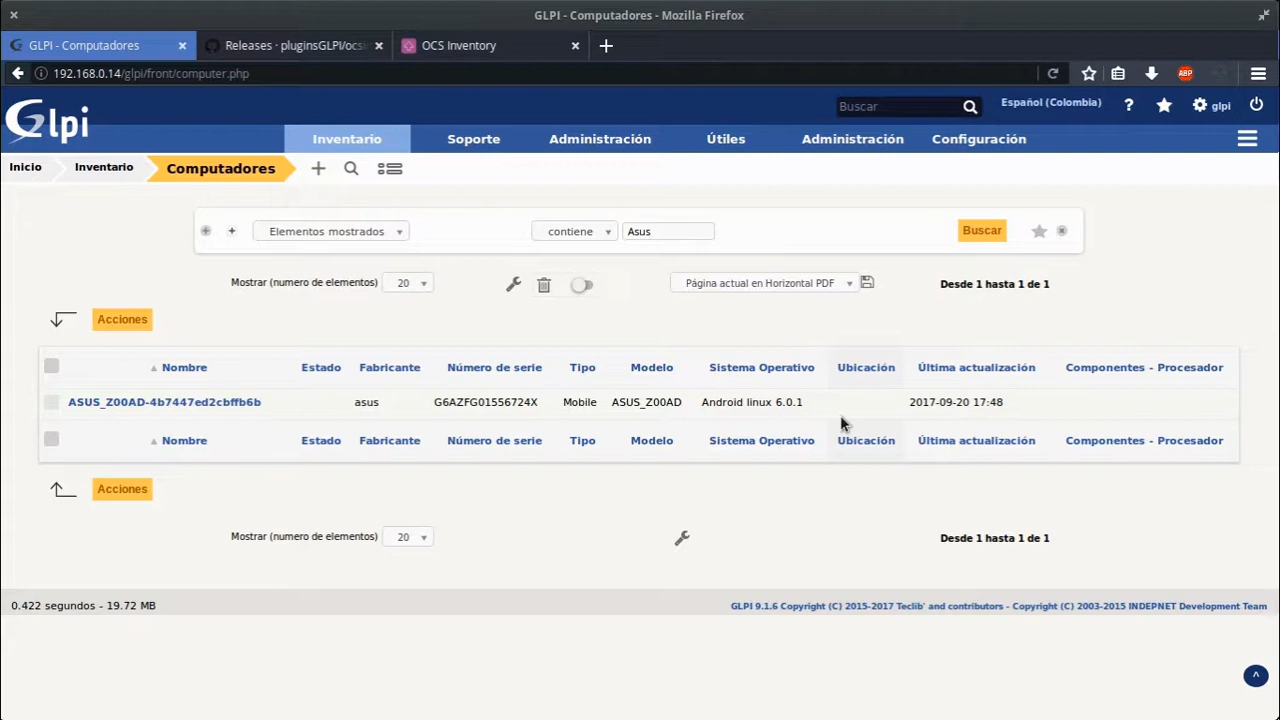 GLPI - Computadores - Mozilla Firefox
GLPI - Computadores
Releases · pluginsGLPI/ocsi
OCS Inventory
192.168.0.14/glpi/front/computer.php
ABP
Glpi
Buscar
Español (Colombia)
?
glpi
Inventario Soporte Administración Útiles Administración Configuración
Inicio Inventario Computadores
Elementos mostrados contiene Asus Buscar
Mostrar (numero de elementos) 20 Página actual en Horizontal PDF Desde 1 hasta 1 de 1
Acciones
Nombre Estado Fabricante Número de serie Tipo Modelo Sistema Operativo Ubicación Última actualización Componentes - Procesador
ASUS_Z00AD-4b7447ed2cbffb6b asus G6AZFG01556724X Mobile ASUS_Z00AD Android linux 6.0.1 2017-09-20 17:48
Nombre Estado Fabricante Número de serie Tipo Modelo Sistema Operativo Ubicación Última actualización Componentes - Procesador
Acciones
Mostrar (numero de elementos) 20 Desde 1 hasta 1 de 1
0.422 segundos - 19.72 MB GLPI 9.1.6 Copyright (C) 2015-2017 Teclib' and contributors - Copyright (C) 2003-2015 INDEPNET Development Team